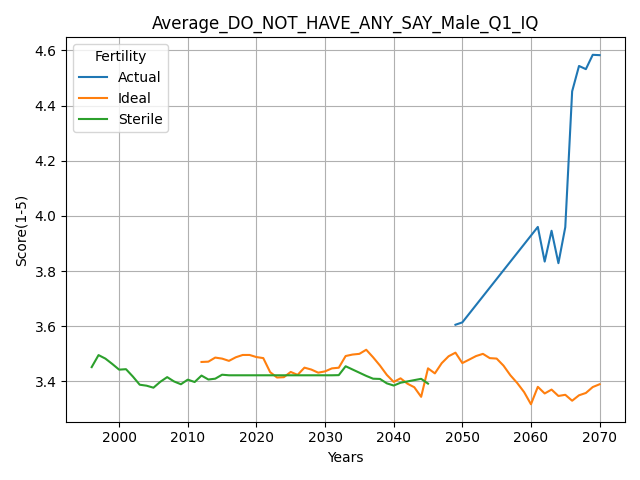 Average_DO_NOT_HAVE_ANY_SAY_Male_Q1_IQ
Fertility
Actual
Ideal
Sterile
Score(1-5)
4.6
4.4
4.2
4.0
3.8
3.6
3.4
2000 2010 2020 2030 2040 2050 2060 2070
Years